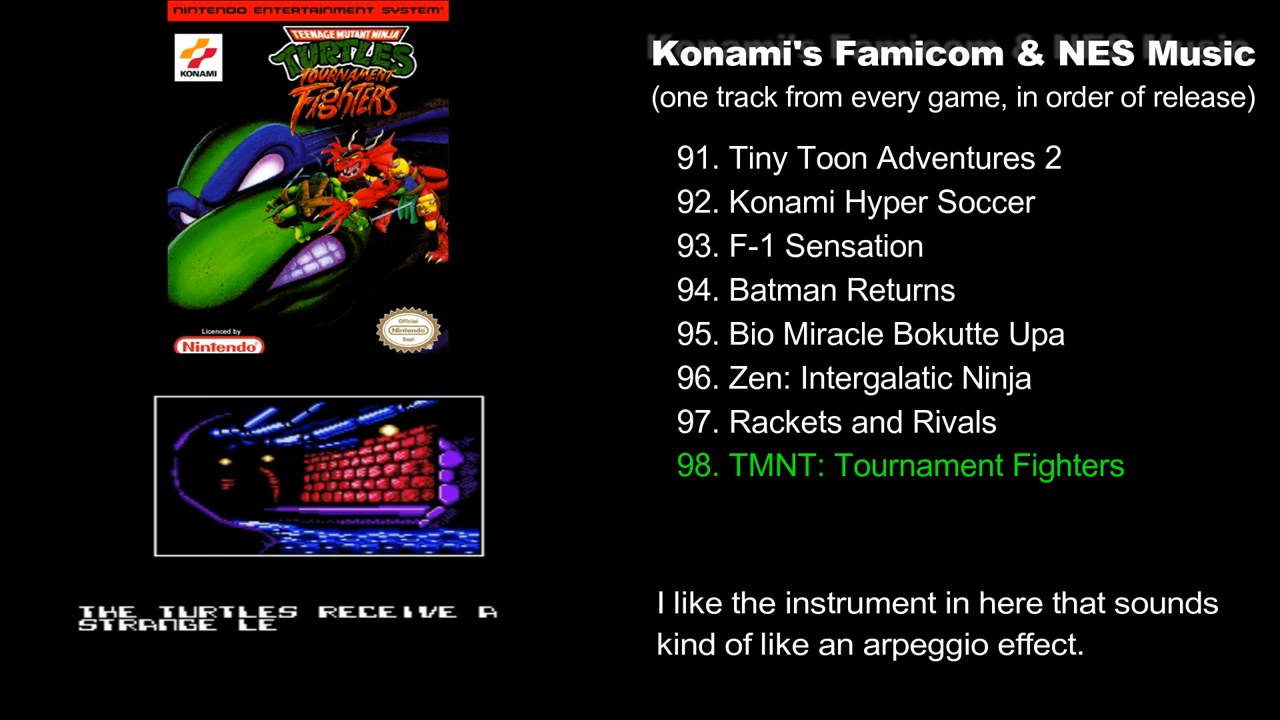 NINTENDO ENTERTAINMENT SYSTEM®
KONAMI
TEENAGE MUTANT NINJA
TURTLES
TOURNAMENT
FIGHTERS
Licenced by
Nintendo®
Official
Nintendo
Seal
THE TURTLES RECEIVE A
STRANGE LE
Konami's Famicom & NES Music
(one track from every game, in order of release)
91. Tiny Toon Adventures 2
92. Konami Hyper Soccer
93. F-1 Sensation
94. Batman Returns
95. Bio Miracle Bokutte Upa
96. Zen: Intergalatic Ninja
97. Rackets and Rivals
98. TMNT: Tournament Fighters
I like the instrument in here that sounds
kind of like an arpeggio effect.